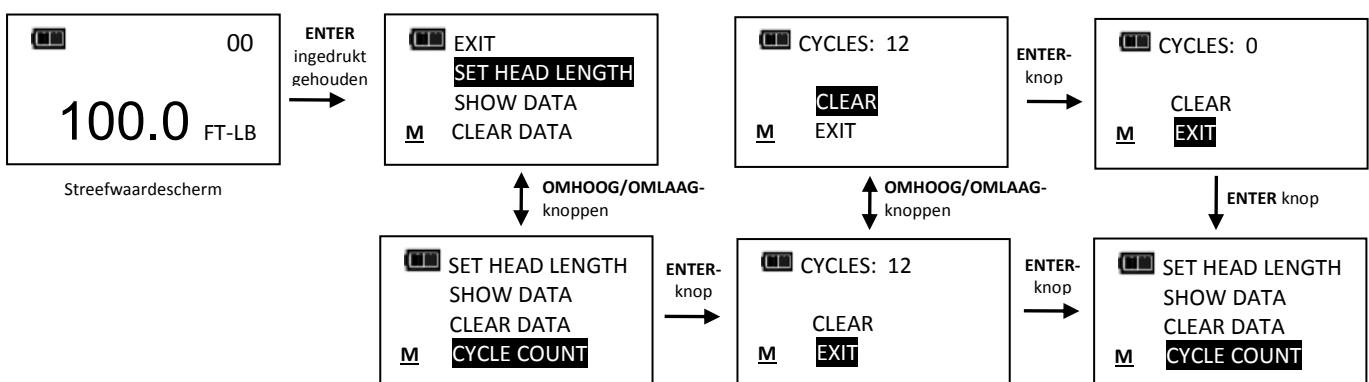 00
100.0 FT-LB
Streefwaardescherm
ENTER
ingedrukt
gehouden
EXIT
SET HEAD LENGTH
SHOW DATA
M CLEAR DATA
OMHOOG/OMLAAG-
knoppen
SET HEAD LENGTH
SHOW DATA
CLEAR DATA
M CYCLE COUNT
ENTER-
knop
CYCLES: 12
CLEAR
M EXIT
OMHOOG/OMLAAG-
knoppen
CYCLES: 12
CLEAR
M EXIT
ENTER-
knop
CYCLES: 0
CLEAR
M EXIT
ENTER knop
ENTER-
knop
SET HEAD LENGTH
SHOW DATA
CLEAR DATA
M CYCLE COUNT